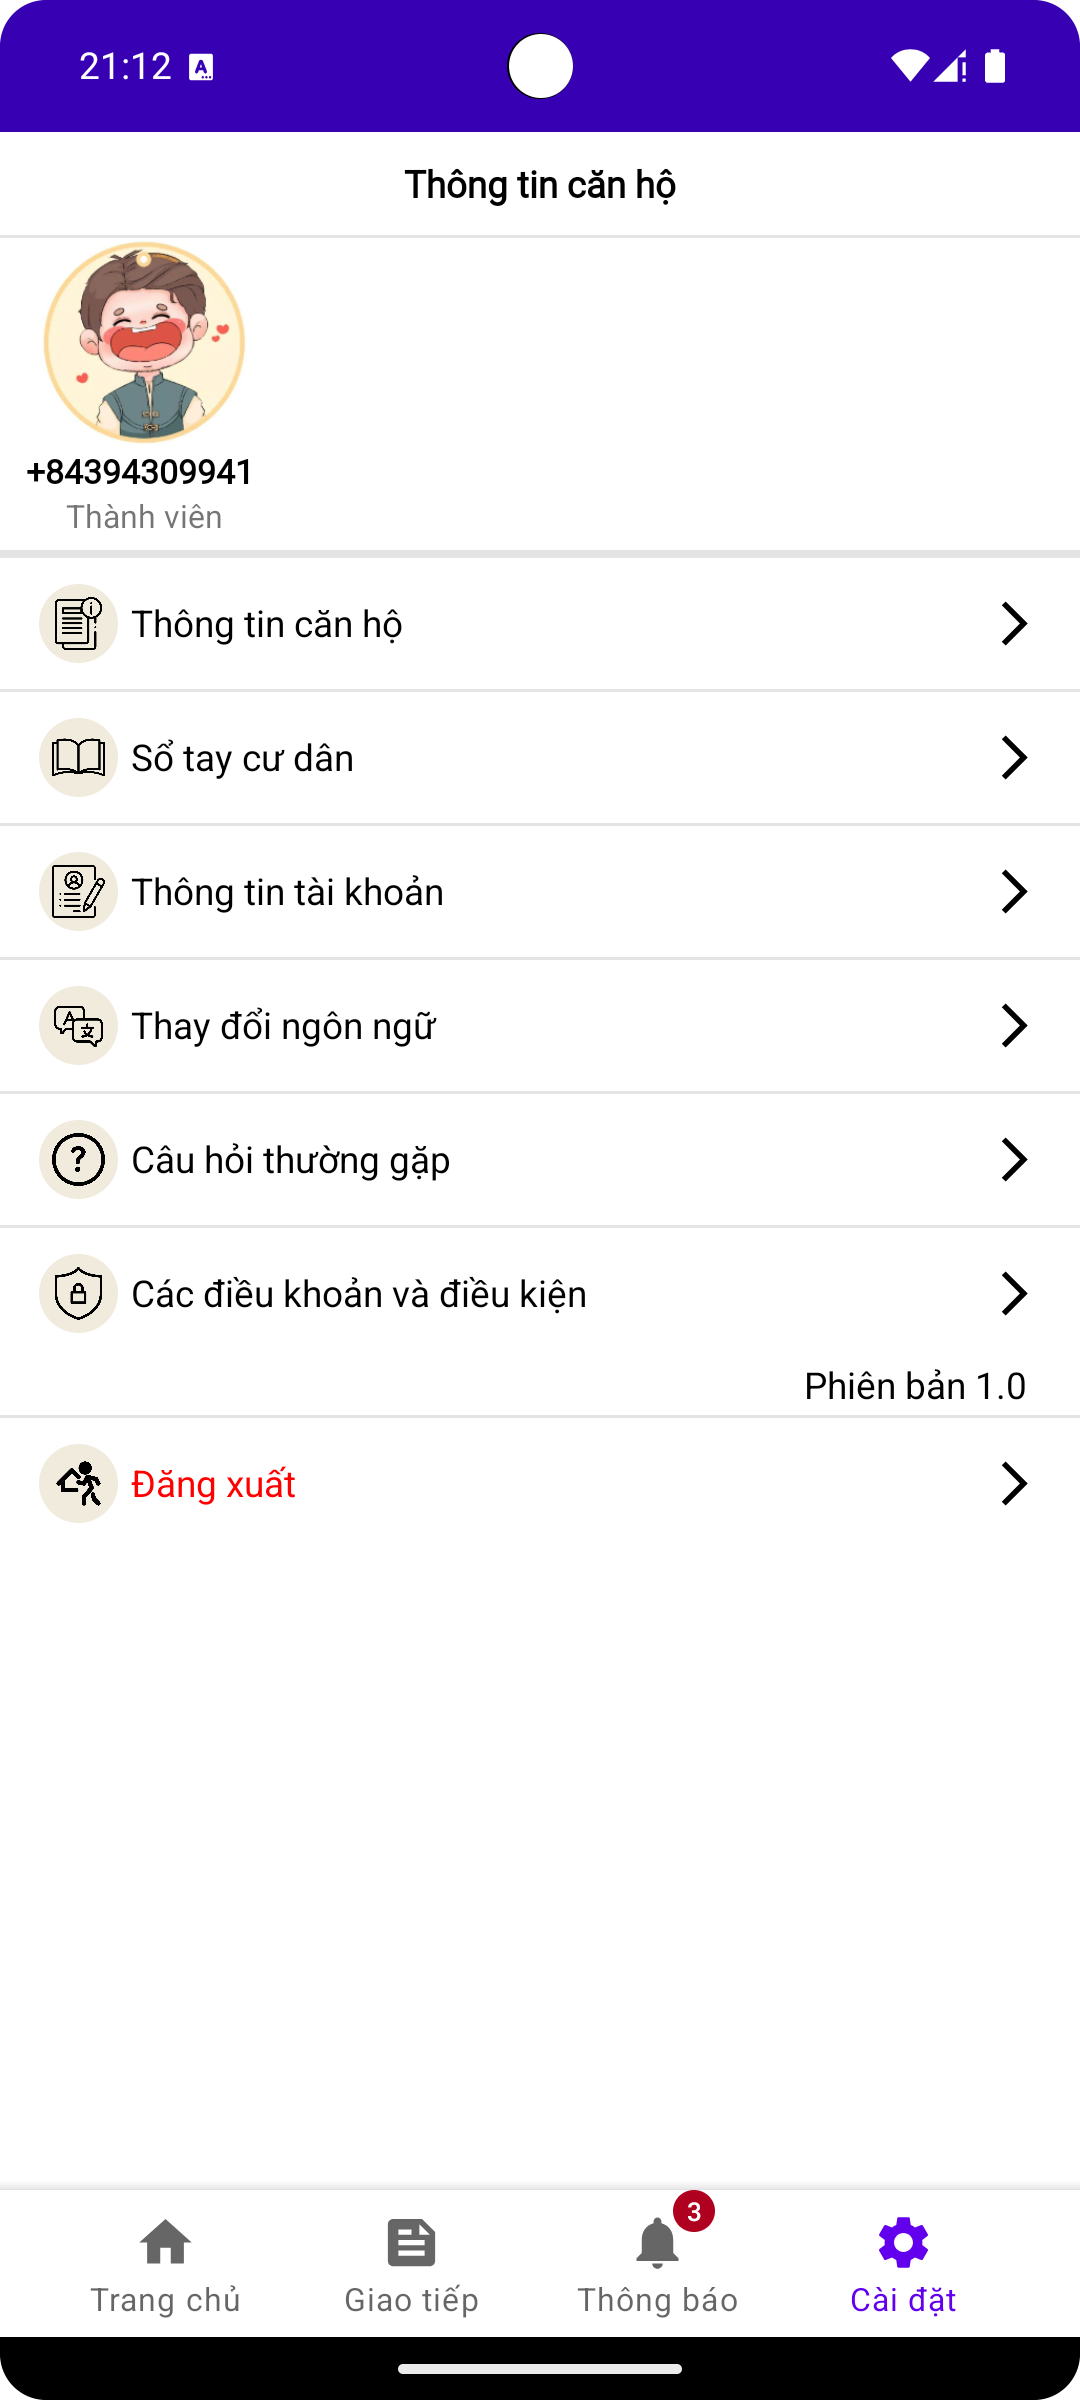 21:12
Thông tin căn hộ
+84394309941
Thành viên
Thông tin căn hộ
Sổ tay cư dân
Thông tin tài khoản
Thay đổi ngôn ngữ
Câu hỏi thường gặp
Các điều khoản và điều kiện
Phiên bản 1.0
Đăng xuất
3
Trang chủ
Giao tiếp
Thông báo
Cài đặt